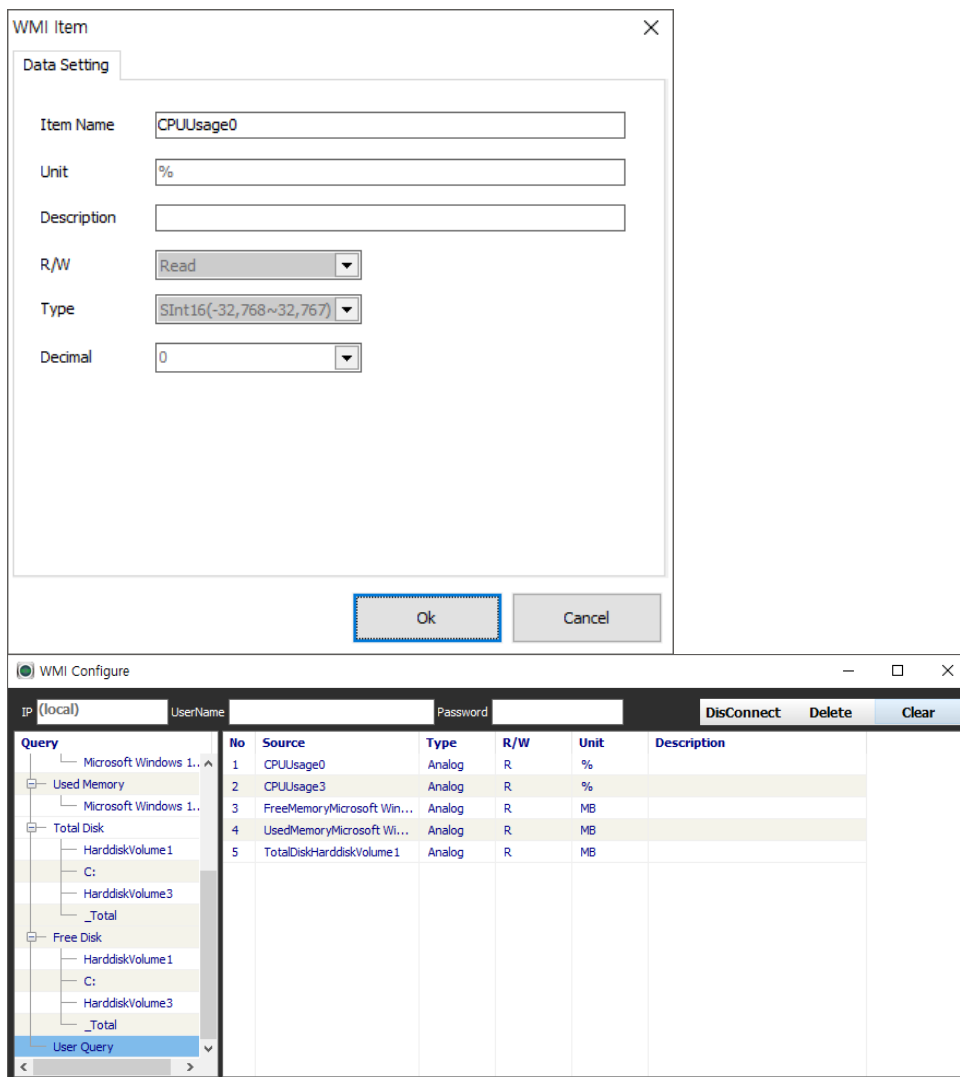 WMI Item
Data Setting
Item Name CPUUsage0
Unit %
Description
R/W Read
Type SInt16(-32,768~32,767)
Decimal 0
Ok Cancel
WMI Configure
IP (local) UserName Password DisConnect Delete Clear
Query
Microsoft Windows 1..
Used Memory
Microsoft Windows 1..
Total Disk
HarddiskVolume1
C:
HarddiskVolume3
_Total
Free Disk
HarddiskVolume1
C:
HarddiskVolume3
_Total
User Query
No Source Type R/W Unit Description
1 CPUUsage0 Analog R %
2 CPUUsage3 Analog R %
3 FreeMemoryMicrosoft Win... Analog R MB
4 UsedMemoryMicrosoft Wi... Analog R MB
5 TotalDiskHarddiskVolume1 Analog R MB